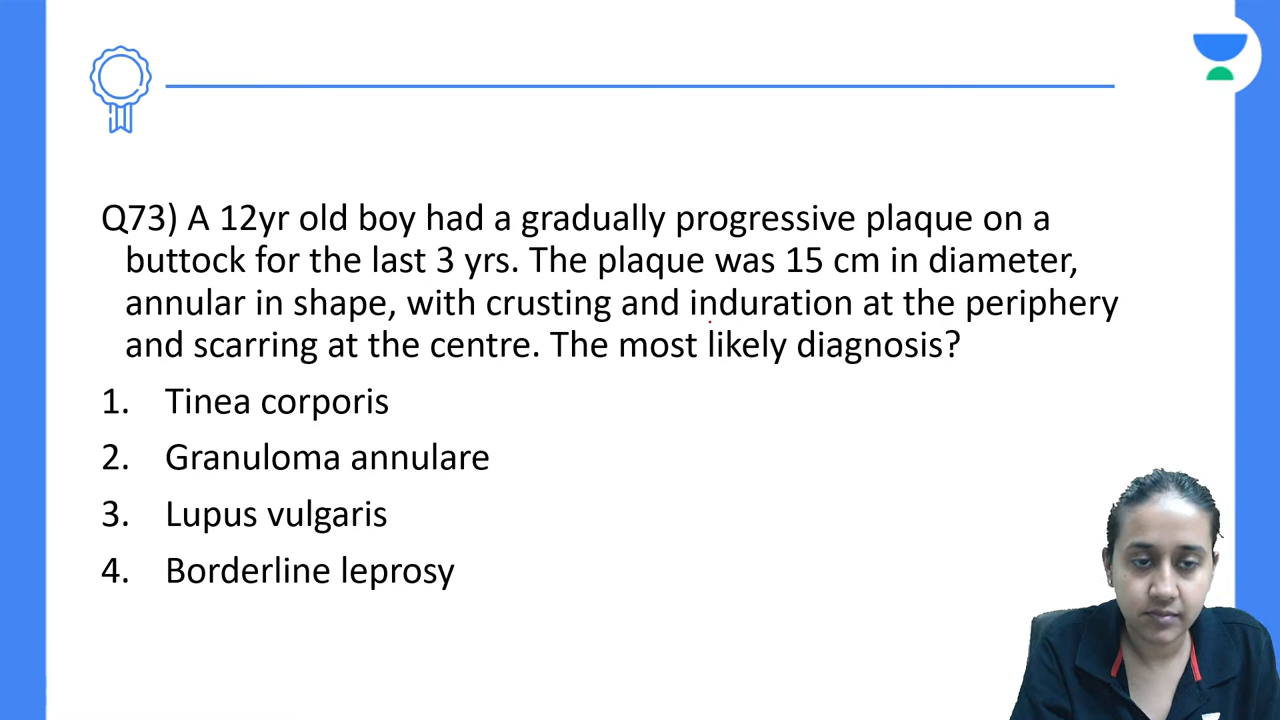 Q73) A 12yr old boy had a gradually progressive plaque on a
buttock for the last 3 yrs. The plaque was 15 cm in diameter,
annular in shape, with crusting and induration at the periphery
and scarring at the centre. The most likely diagnosis?
1. Tinea corporis
2. Granuloma annulare
3. Lupus vulgaris
4. Borderline leprosy